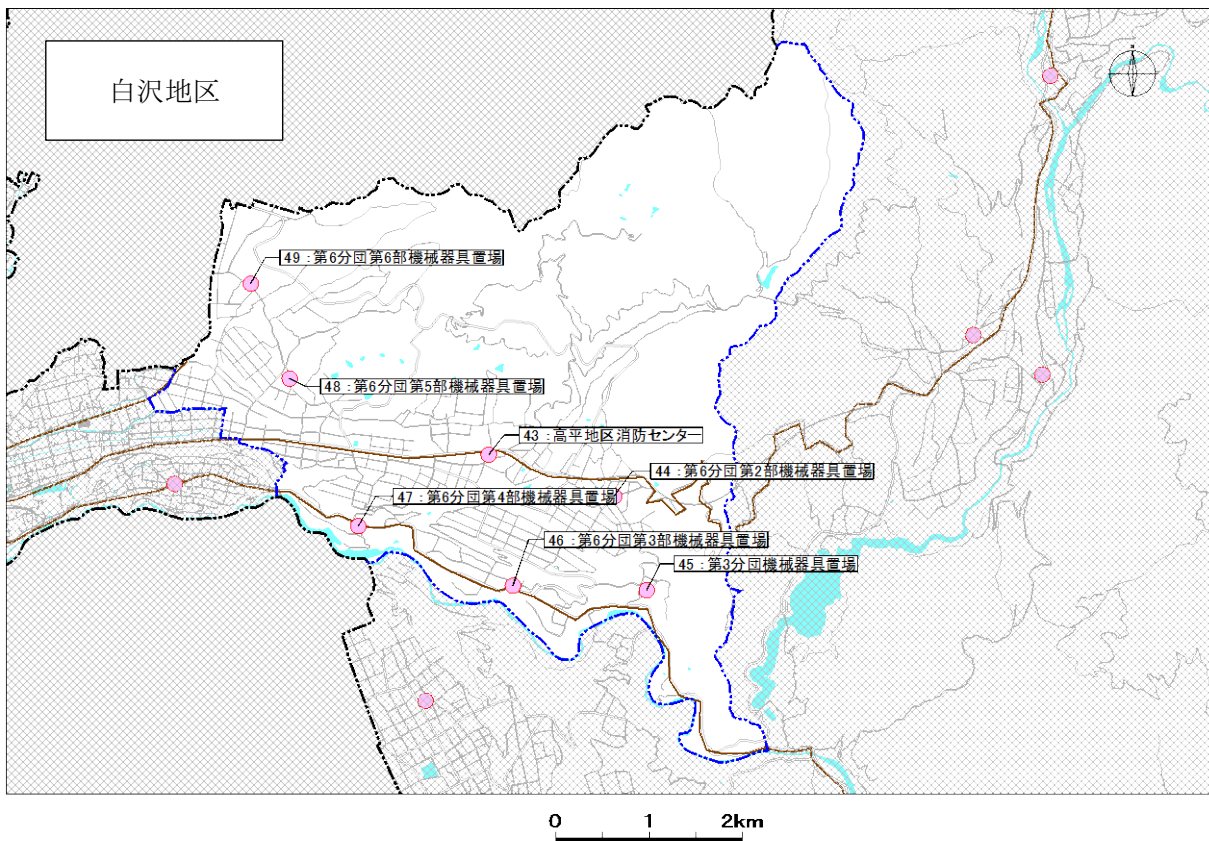 白沢地区
49：第6分団第6部機械器具置場
48：第6分団第5部機械器具置場
43：高平地区消防センター
44：第6分団第2部機械器具置場
47：第6分団第4部機械器具置場
46：第6分団第3部機械器具置場
45：第3分団機械器具置場
0 1 2km